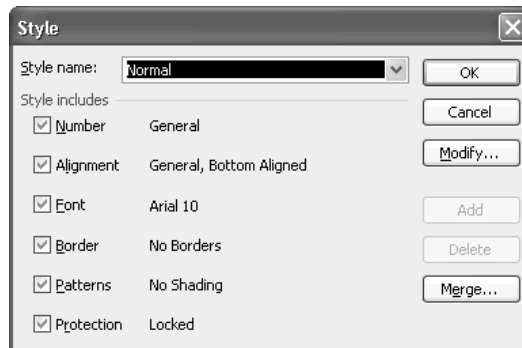 Style
Style name: Normal OK
Style includes Cancel
Number General
Alignment General, Bottom Aligned Modify...
Font Arial 10 Add
Border No Borders Delete
Patterns No Shading Merge...
Protection Locked